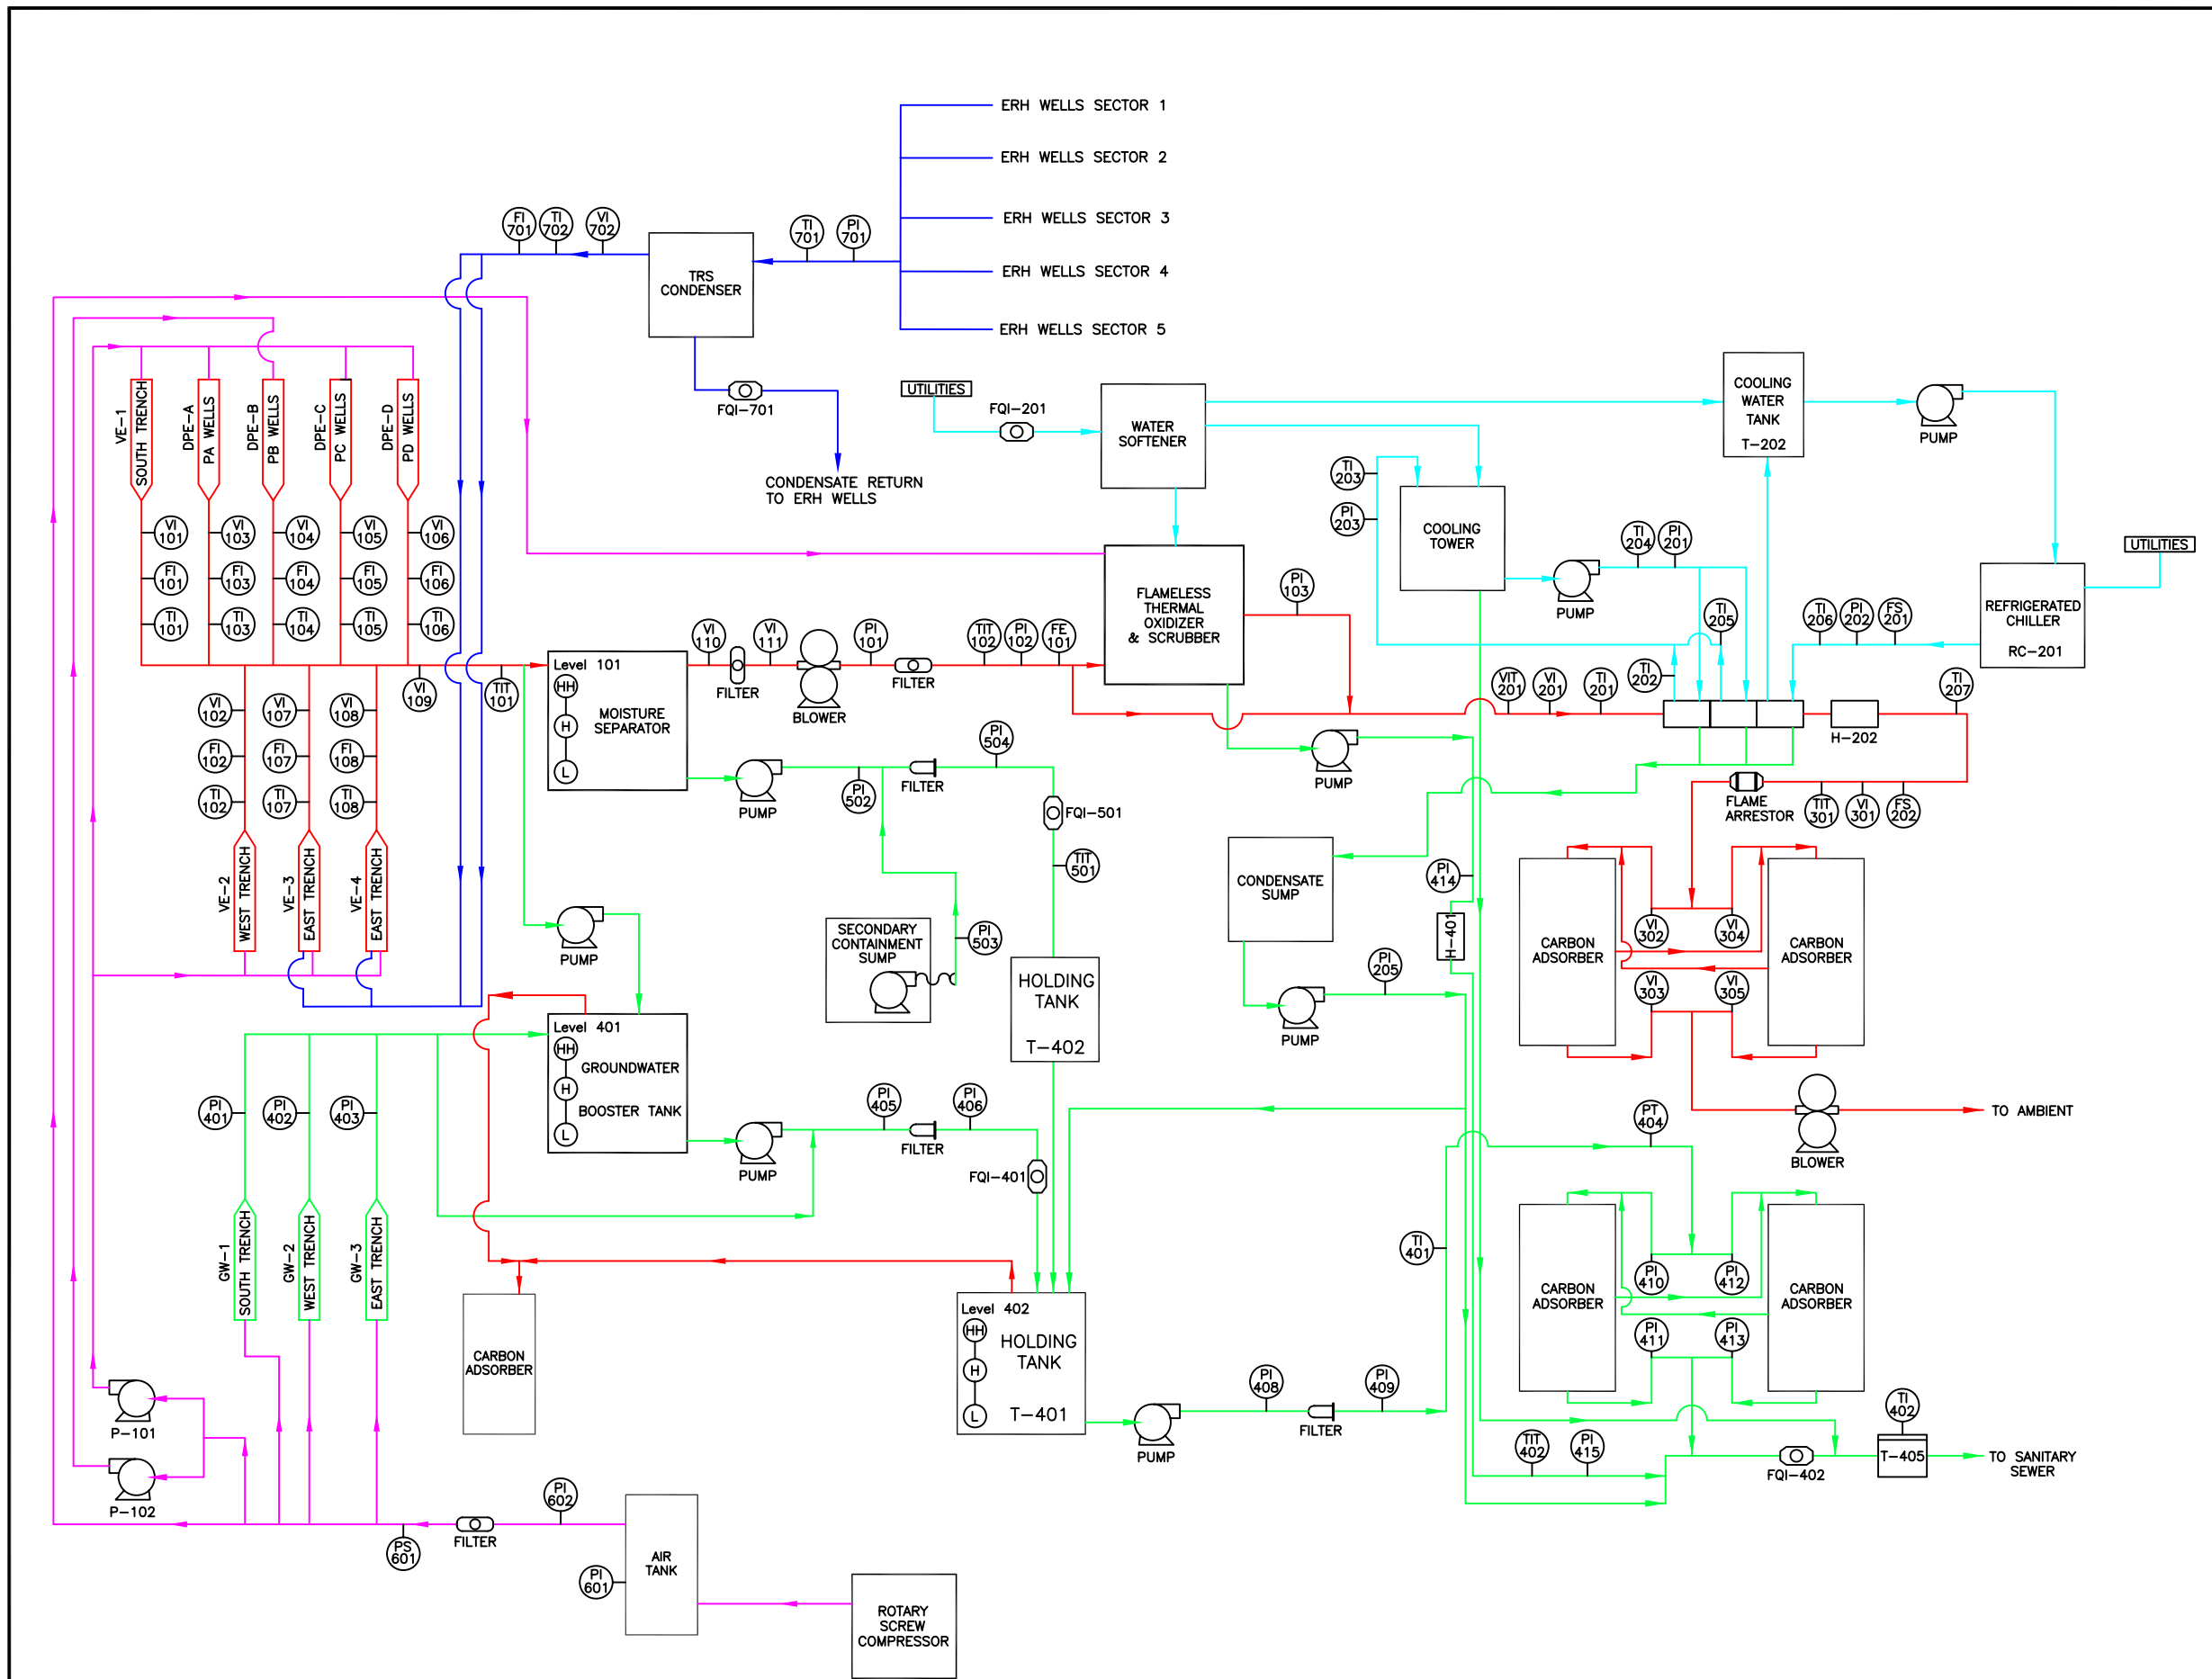 ERH WELLS SECTOR 1
ERH WELLS SECTOR 2
ERH WELLS SECTOR 3
ERH WELLS SECTOR 4
ERH WELLS SECTOR 5
FI
701
TI
702
VI
702
TRS
CONDENSER
TI
701
PI
701
FQI-701
CONDENSATE RETURN
TO ERH WELLS
UTILITIES
FQI-201
WATER
SOFTENER
COOLING
WATER
TANK
T-202
PUMP
TI
203
PI
203
COOLING
TOWER
PUMP
TI
204
PI
201
UTILITIES
REFRIGERATED
CHILLER
RC-201
TI
205
TI
206
PI
202
FS
201
TI
202
VE-1
SOUTH TRENCH
DPE-A
PA WELLS
DPE-B
PB WELLS
DPE-C
PC WELLS
DPE-D
PD WELLS
VI
101
VI
103
VI
104
VI
105
VI
106
FI
101
FI
103
FI
104
FI
105
FI
106
TI
101
TI
103
TI
104
TI
105
TI
106
VI
102
VI
107
VI
108
FI
102
FI
107
FI
108
TI
102
TI
107
TI
108
VE-2
WEST TRENCH
VE-3
EAST TRENCH
VE-4
EAST TRENCH
VI
109
TIT
101
Level 101
HH
H
L
MOISTURE
SEPARATOR
VI
110
FILTER
VI
111
BLOWER
PI
101
FILTER
TIT
102
PI
102
FE
101
FLAMELESS
THERMAL
OXIDIZER
& SCRUBBER
PI
103
VIT
201
VI
201
TI
201
H-202
TI
207
PUMP
PUMP
PI
502
FILTER
PI
504
FQI-501
TIT
501
FLAME
ARRESTOR
TIT
301
VI
301
FS
202
CONDENSATE
SUMP
PI
414
H-401
PI
205
PUMP
CARBON
ADSORBER
VI
302
VI
304
VI
303
VI
305
CARBON
ADSORBER
BLOWER
TO AMBIENT
PUMP
SECONDARY
CONTAINMENT
SUMP
PI
503
HOLDING
TANK
T-402
Level 401
HH
H
L
GROUNDWATER
BOOSTER TANK
PUMP
PI
405
FILTER
PI
406
FQI-401
PI
401
PI
402
PI
403
GW-1
SOUTH TRENCH
GW-2
WEST TRENCH
GW-3
EAST TRENCH
CARBON
ADSORBER
Level 402
HH
H
L
HOLDING
TANK
T-401
PUMP
PI
408
FILTER
PI
409
TI
401
PT
404
CARBON
ADSORBER
PI
410
PI
412
PI
411
PI
413
CARBON
ADSORBER
TIT
402
PI
415
FQI-402
TI
402
T-405
TO SANITARY
SEWER
P-101
P-102
PS
601
FILTER
PI
602
PI
601
AIR
TANK
ROTARY
SCREW
COMPRESSOR